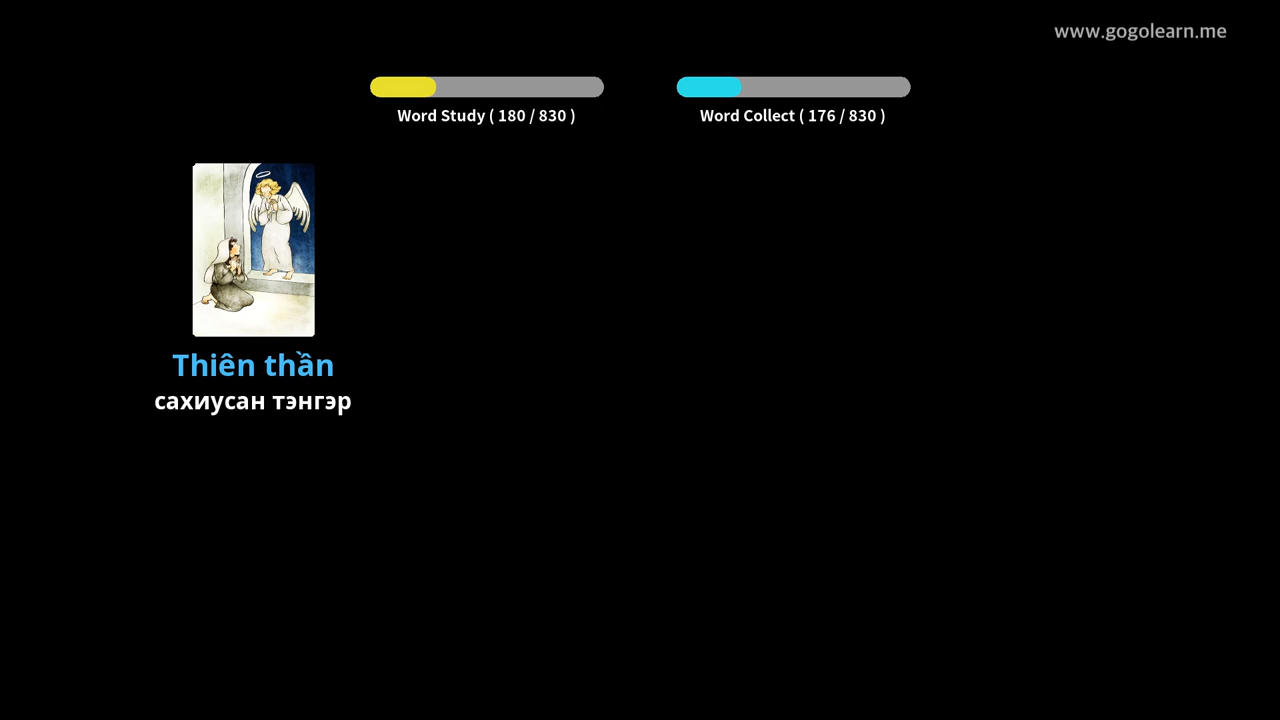 www.gogolearn.me
Word Study ( 180 / 830 )
Word Collect ( 176 / 830 )
Thiên thần
сахиусан тэнгэр